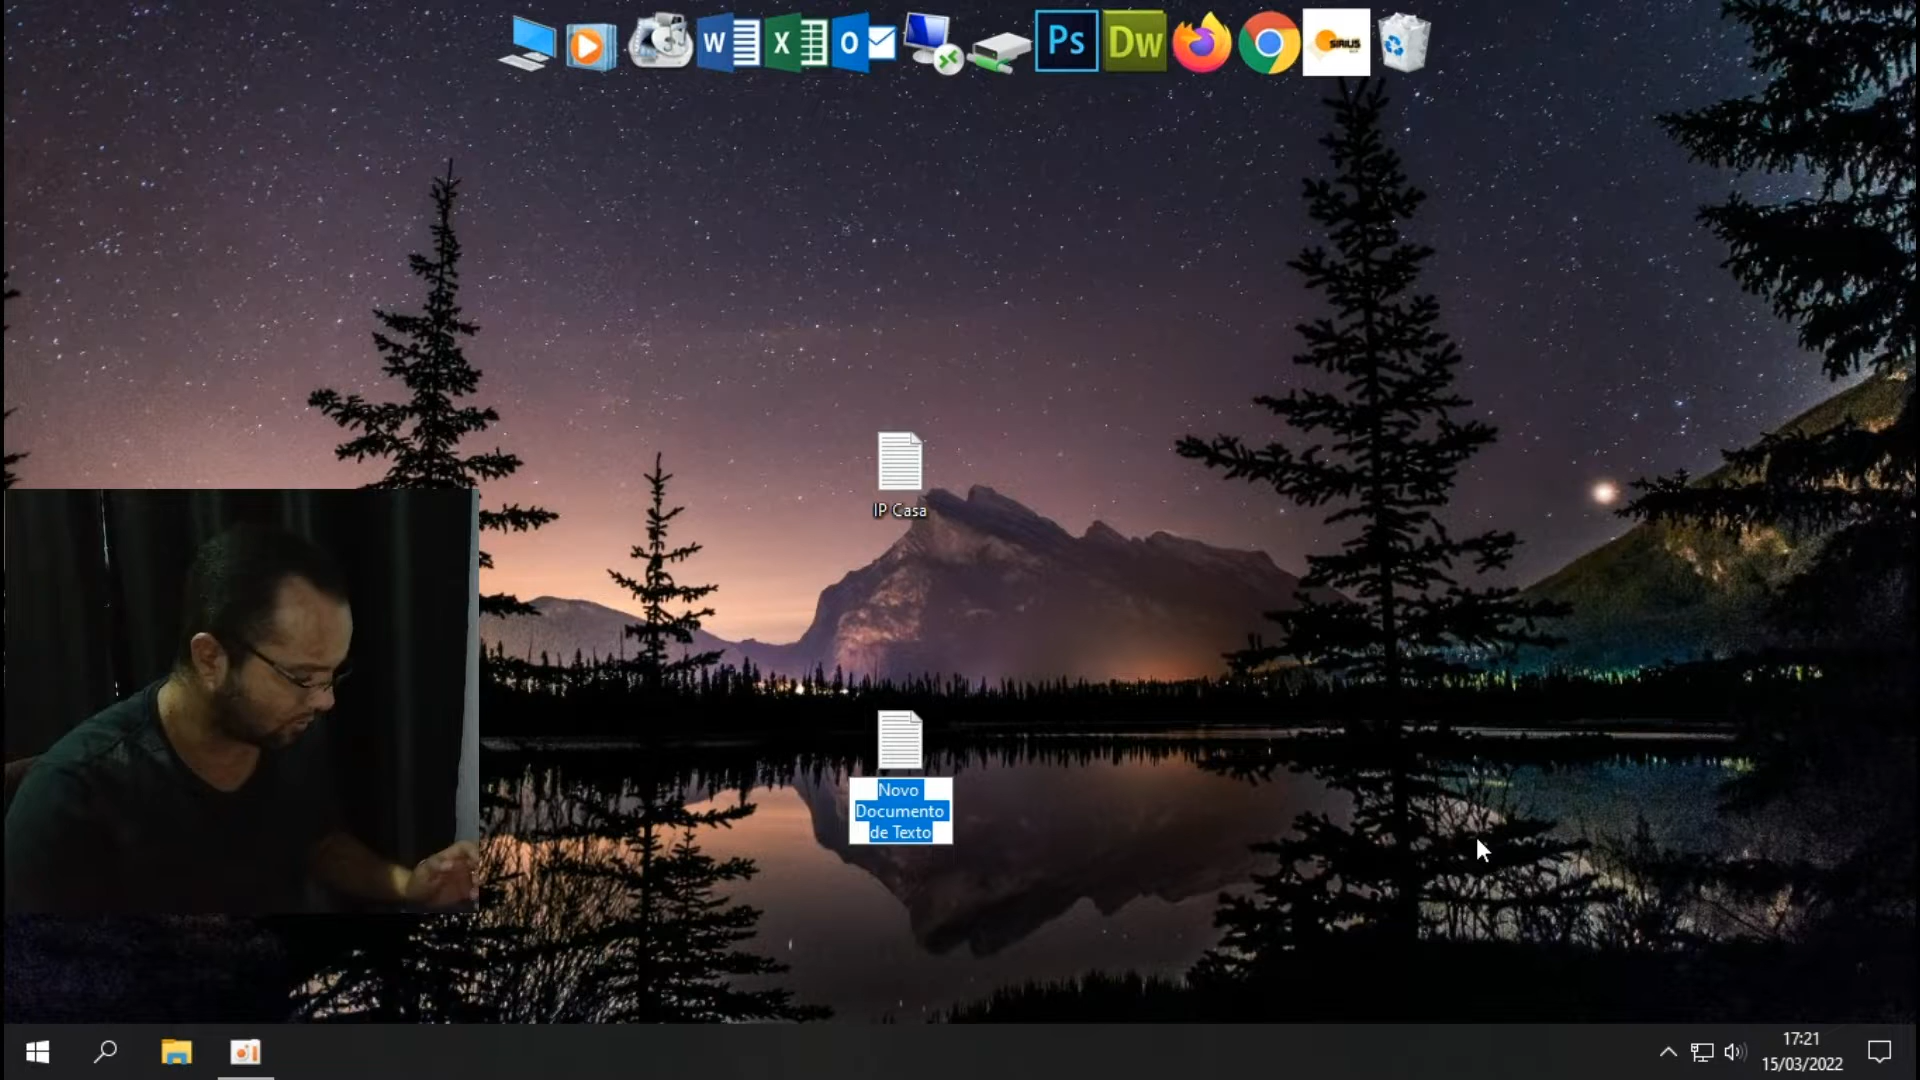 W
X
O
Ps
Dw
SIRIUS
IP Casa
Novo
Documento
de Texto
17:21
15/03/2022